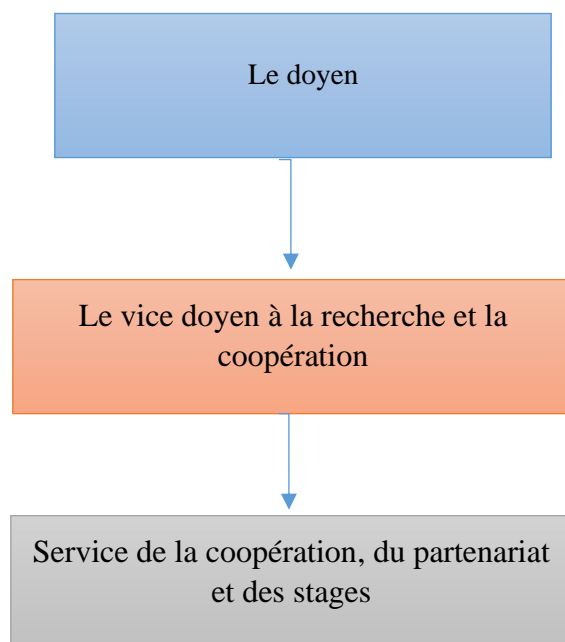 Le doyen
Le vice doyen à la recherche et la
coopération
Service de la coopération, du partenariat
et des stages